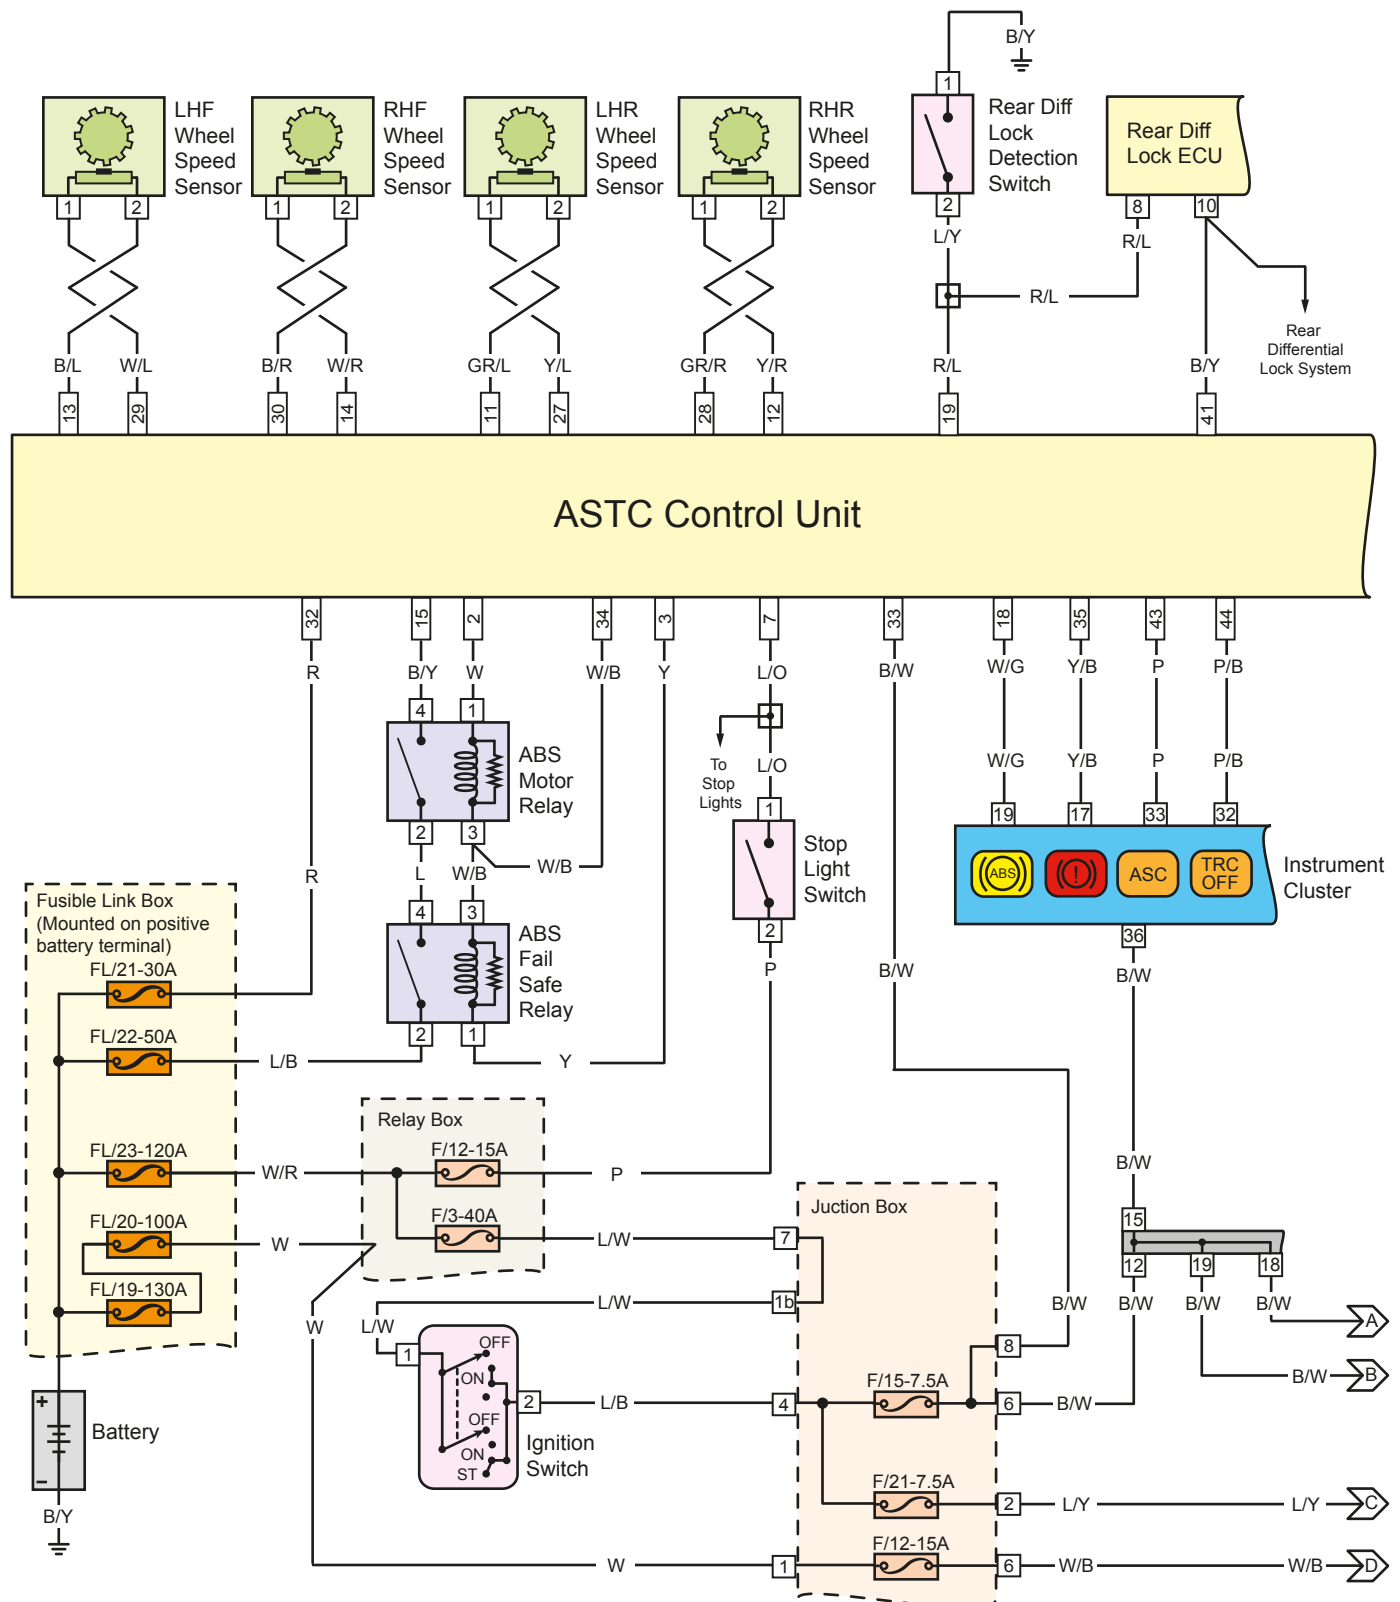 B/Y
LHF
Wheel
Speed
Sensor
RHF
Wheel
Speed
Sensor
LHR
Wheel
Speed
Sensor
RHR
Wheel
Speed
Sensor
1
Rear Diff
Lock
Detection
Switch
Rear Diff
Lock ECU
1 2 1 2 1 2 1 2 2 8 10
L/Y R/L
R/L
Rear
Differential
Lock System
B/L W/L B/R W/R GR/L Y/L GR/R Y/R R/L B/Y
13 29 30 14 11 27 28 12 19 41
ASTC Control Unit
32 15 2 34 3 7 33 18 35 43 44
R B/Y W W/B Y L/O B/W W/G Y/B P P/B
4 1
ABS
Motor
Relay
To
Stop
Lights
L/O W/G Y/B P P/B
1 19 17 33 32
2 3
Stop
Light
Switch
ABS ! ASC TRC
OFF
Instrument
Cluster
R L W/B W/B
Fusible Link Box
(Mounted on positive
battery terminal)
4 3
ABS
Fail
Safe
Relay
2 36
FL/21-30A
P B/W B/W
2 1
FL/22-50A
L/B Y
Relay Box
FL/23-120A
W/R
F/12-15A
P B/W
FL/20-100A
W
F/3-40A
L/W 7
Juction Box
15
12 19 18
FL/19-130A
L/W 1b
W L/W
B/W B/W B/W B/W
A
1
OFF
ON
OFF
ON
ST
2 L/B 4
8
F/15-7.5A
6 B/W
B/W B
+
-
Battery
Ignition
Switch
F/21-7.5A
2 L/Y L/Y C
B/Y
F/12-15A
W 1 6 W/B W/B D